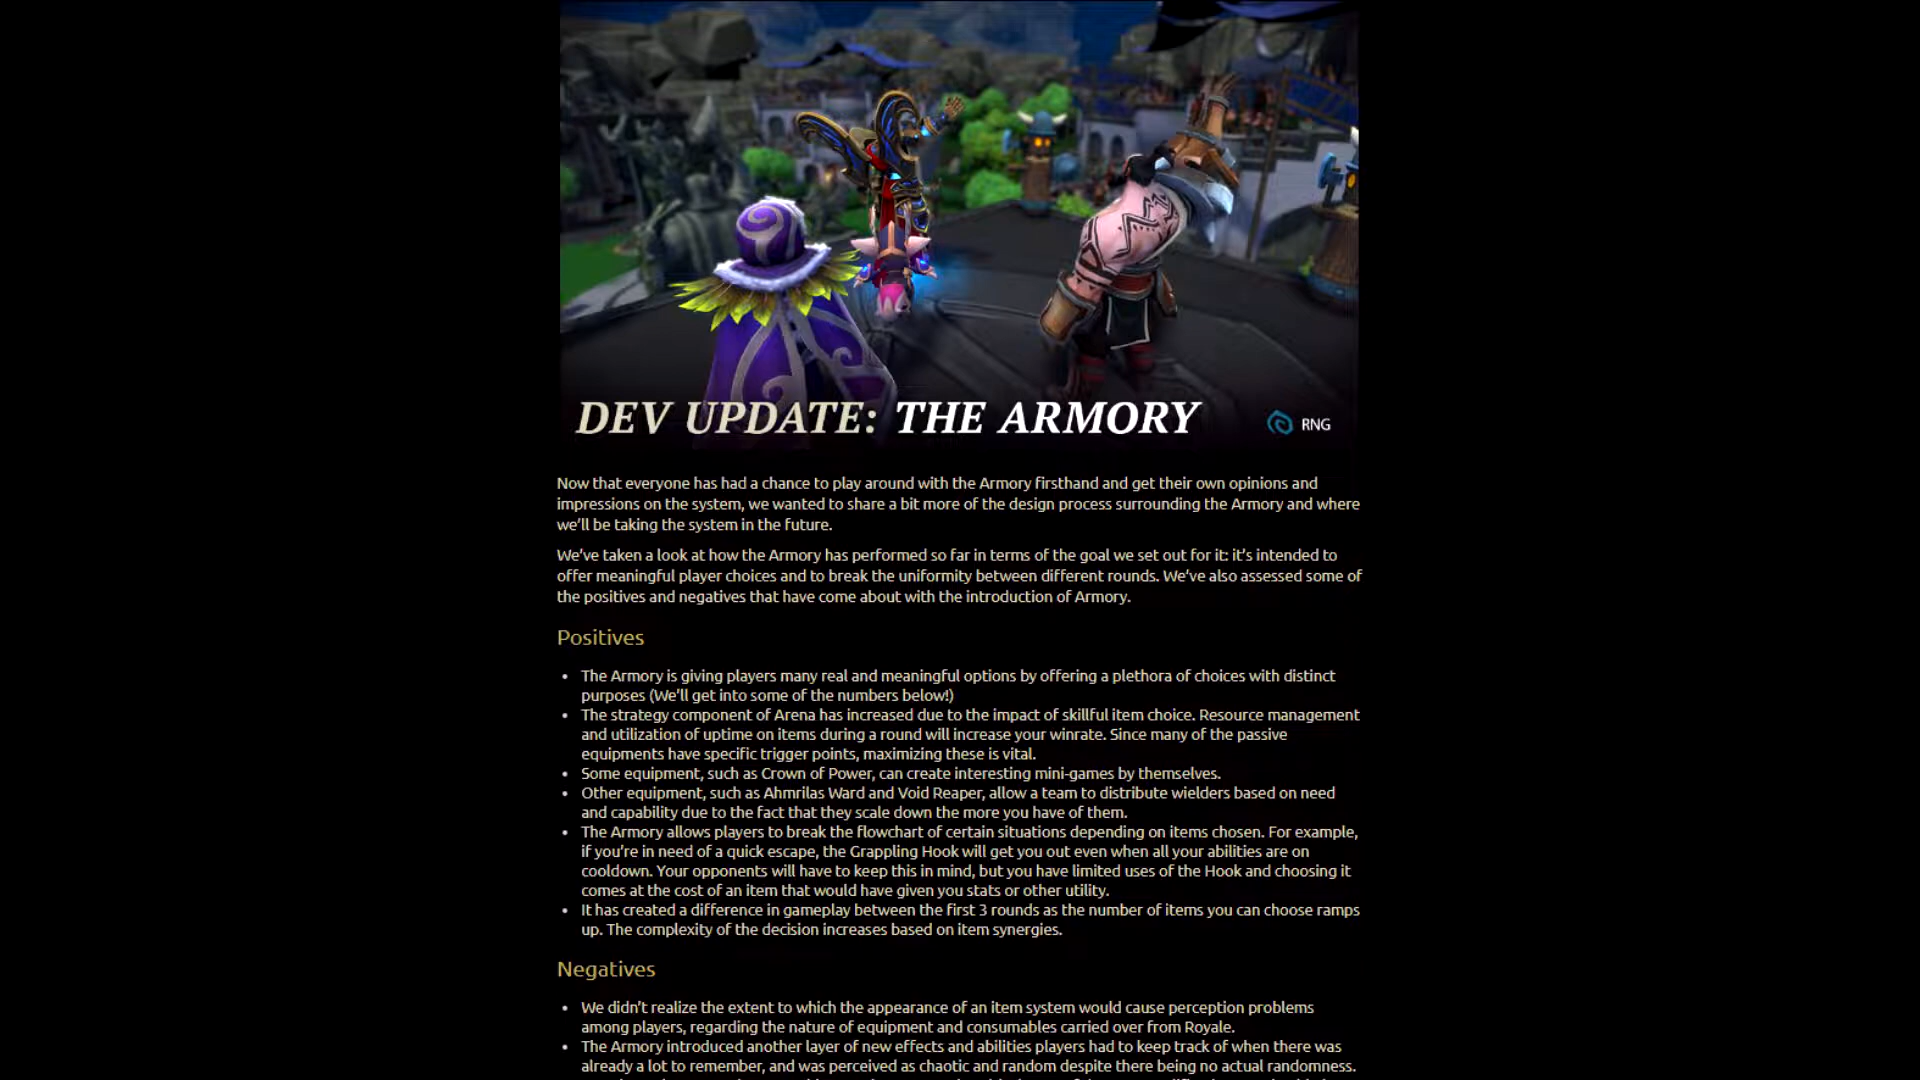 DEV UPDATE: THE ARMORY
RNG
Now that everyone has had a chance to play around with the Armory firsthand and get their own opinions and
impressions on the system, we wanted to share a bit more of the design process surrounding the Armory and where
we’ll be taking the system in the future.
We’ve taken a look at how the Armory has performed so far in terms of the goal we set out for it: it’s intended to
offer meaningful player choices and to break the uniformity between different rounds. We’ve also assessed some of
the positives and negatives that have come about with the introduction of Armory.
Positives
• The Armory is giving players many real and meaningful options by offering a plethora of choices with distinct
purposes (We’ll get into some of the numbers below!)
• The strategy component of Arena has increased due to the impact of skillful item choice. Resource management
and utilization of uptime on items during a round will increase your winrate. Since many of the passive
equipments have specific trigger points, maximizing these is vital.
• Some equipment, such as Crown of Power, can create interesting mini-games by themselves.
• Other equipment, such as Ahmrilas Ward and Void Reaper, allow a team to distribute wielders based on need
and capability due to the fact that they scale down the more you have of them.
• The Armory allows players to break the flowchart of certain situations depending on items chosen. For example,
if you’re in need of a quick escape, the Grappling Hook will get you out even when all your abilities are on
cooldown. Your opponents will have to keep this in mind, but you have limited uses of the Hook and choosing it
comes at the cost of an item that would have given you stats or other utility.
• It has created a difference in gameplay between the first 3 rounds as the number of items you can choose ramps
up. The complexity of the decision increases based on item synergies.
Negatives
• We didn’t realize the extent to which the appearance of an item system would cause perception problems
among players, regarding the nature of equipment and consumables carried over from Royale.
• The Armory introduced another layer of new effects and abilities players had to keep track of when there was
already a lot to remember, and was perceived as chaotic and random despite there being no actual randomness.